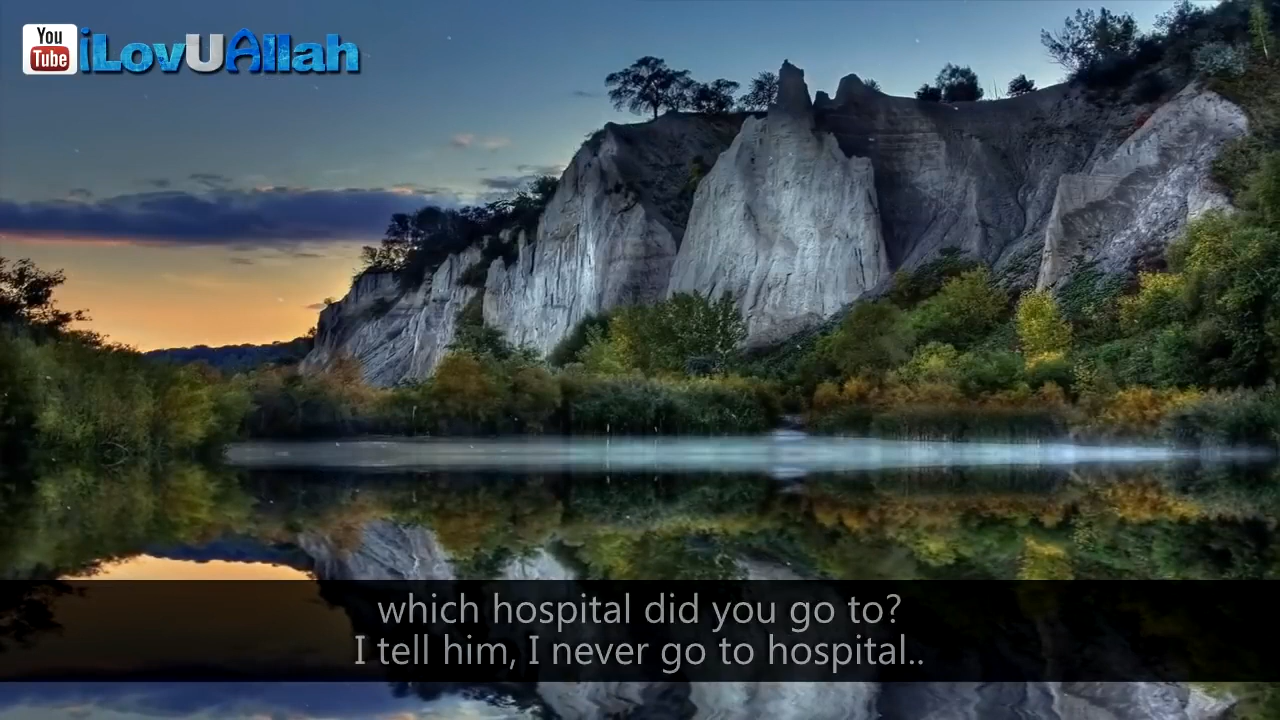 You
Tube
iLovUAllah
which hospital did you go to?
I tell him, I never go to hospital..